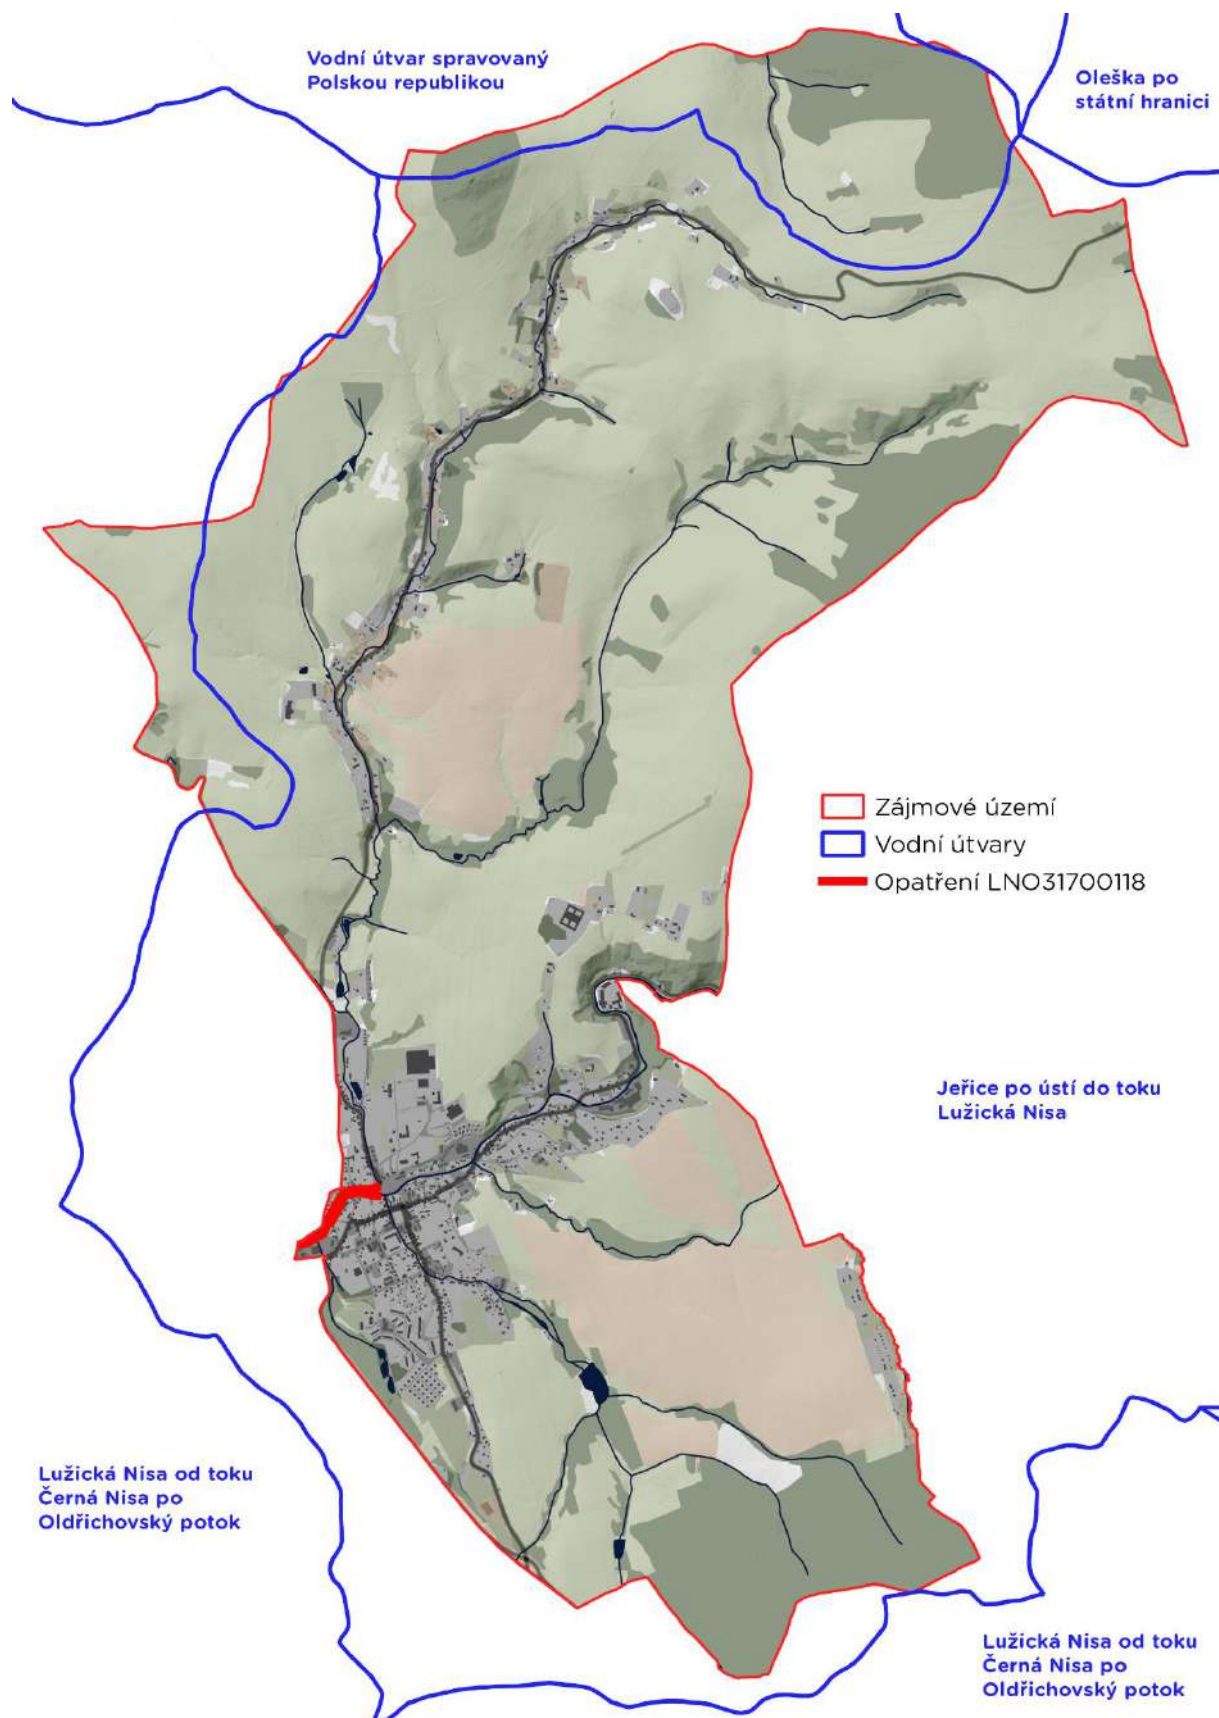 Vodní útvar spravovaný
Polskou republikou
Oleška po
státní hranici
Zájmové území
Vodní útvary
Opatření LNO31700118
Jeřice po ústí do toku
Lužická Nisa
Lužická Nisa od toku
Černá Nisa po
Oldřichovský potok
Lužická Nisa od toku
Černá Nisa po
Oldřichovský potok